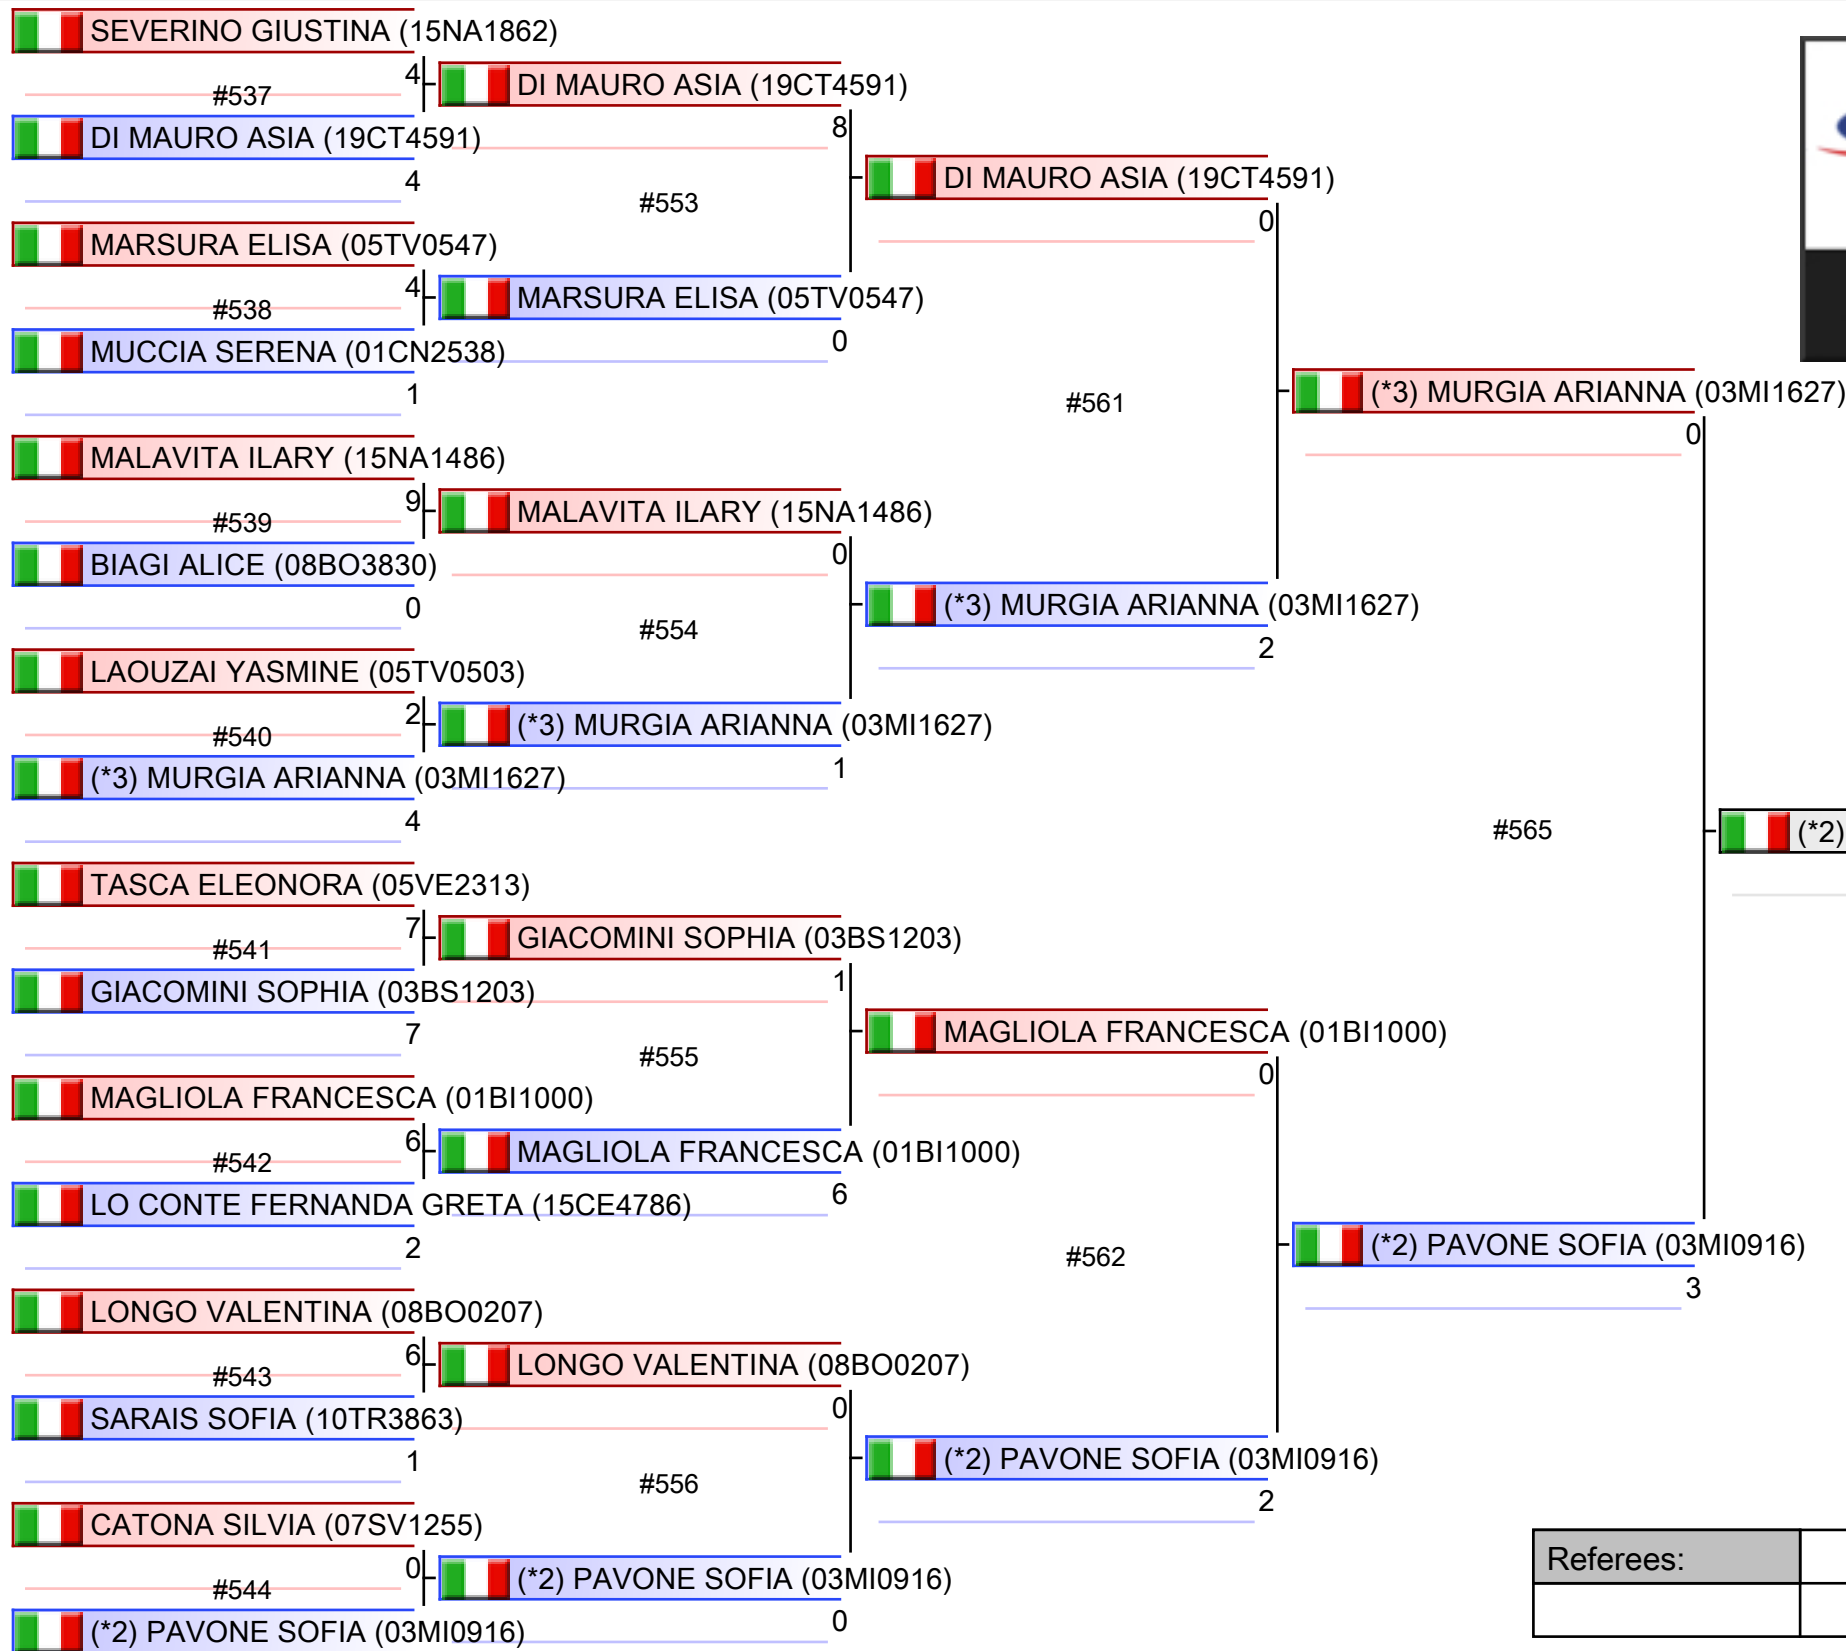 SEVERINO GIUSTINA (15NA1862)
4
#537
DI MAURO ASIA (19CT4591)
4
MARSURA ELISA (05TV0547)
4
#538
MUCCIA SERENA (01CN2538)
1
MALAVITA ILARY (15NA1486)
9
#539
BIAGI ALICE (08BO3830)
0
LAOUZAI YASMINE (05TV0503)
2
#540
(*3) MURGIA ARIANNA (03MI1627)
4
TASCA ELEONORA (05VE2313)
7
#541
GIACOMINI SOPHIA (03BS1203)
7
MAGLIOLA FRANCESCA (01BI1000)
6
#542
LO CONTE FERNANDA GRETA (15CE4786)
2
LONGO VALENTINA (08BO0207)
6
#543
SARAIS SOFIA (10TR3863)
1
CATONA SILVIA (07SV1255)
0
#544
(*2) PAVONE SOFIA (03MI0916)
DI MAURO ASIA (19CT4591)
8
#553
MARSURA ELISA (05TV0547)
0
MALAVITA ILARY (15NA1486)
0
#554
(*3) MURGIA ARIANNA (03MI1627)
1
GIACOMINI SOPHIA (03BS1203)
1
#555
MAGLIOLA FRANCESCA (01BI1000)
6
LONGO VALENTINA (08BO0207)
0
#556
(*2) PAVONE SOFIA (03MI0916)
0
DI MAURO ASIA (19CT4591)
0
#561
(*3) MURGIA ARIANNA (03MI1627)
2
MAGLIOLA FRANCESCA (01BI1000)
0
#562
(*2) PAVONE SOFIA (03MI0916)
2
(*3) MURGIA ARIANNA (03MI1627)
0
#565
(*2) PAVONE SOFIA (03MI0916)
3
(*2)
Referees: